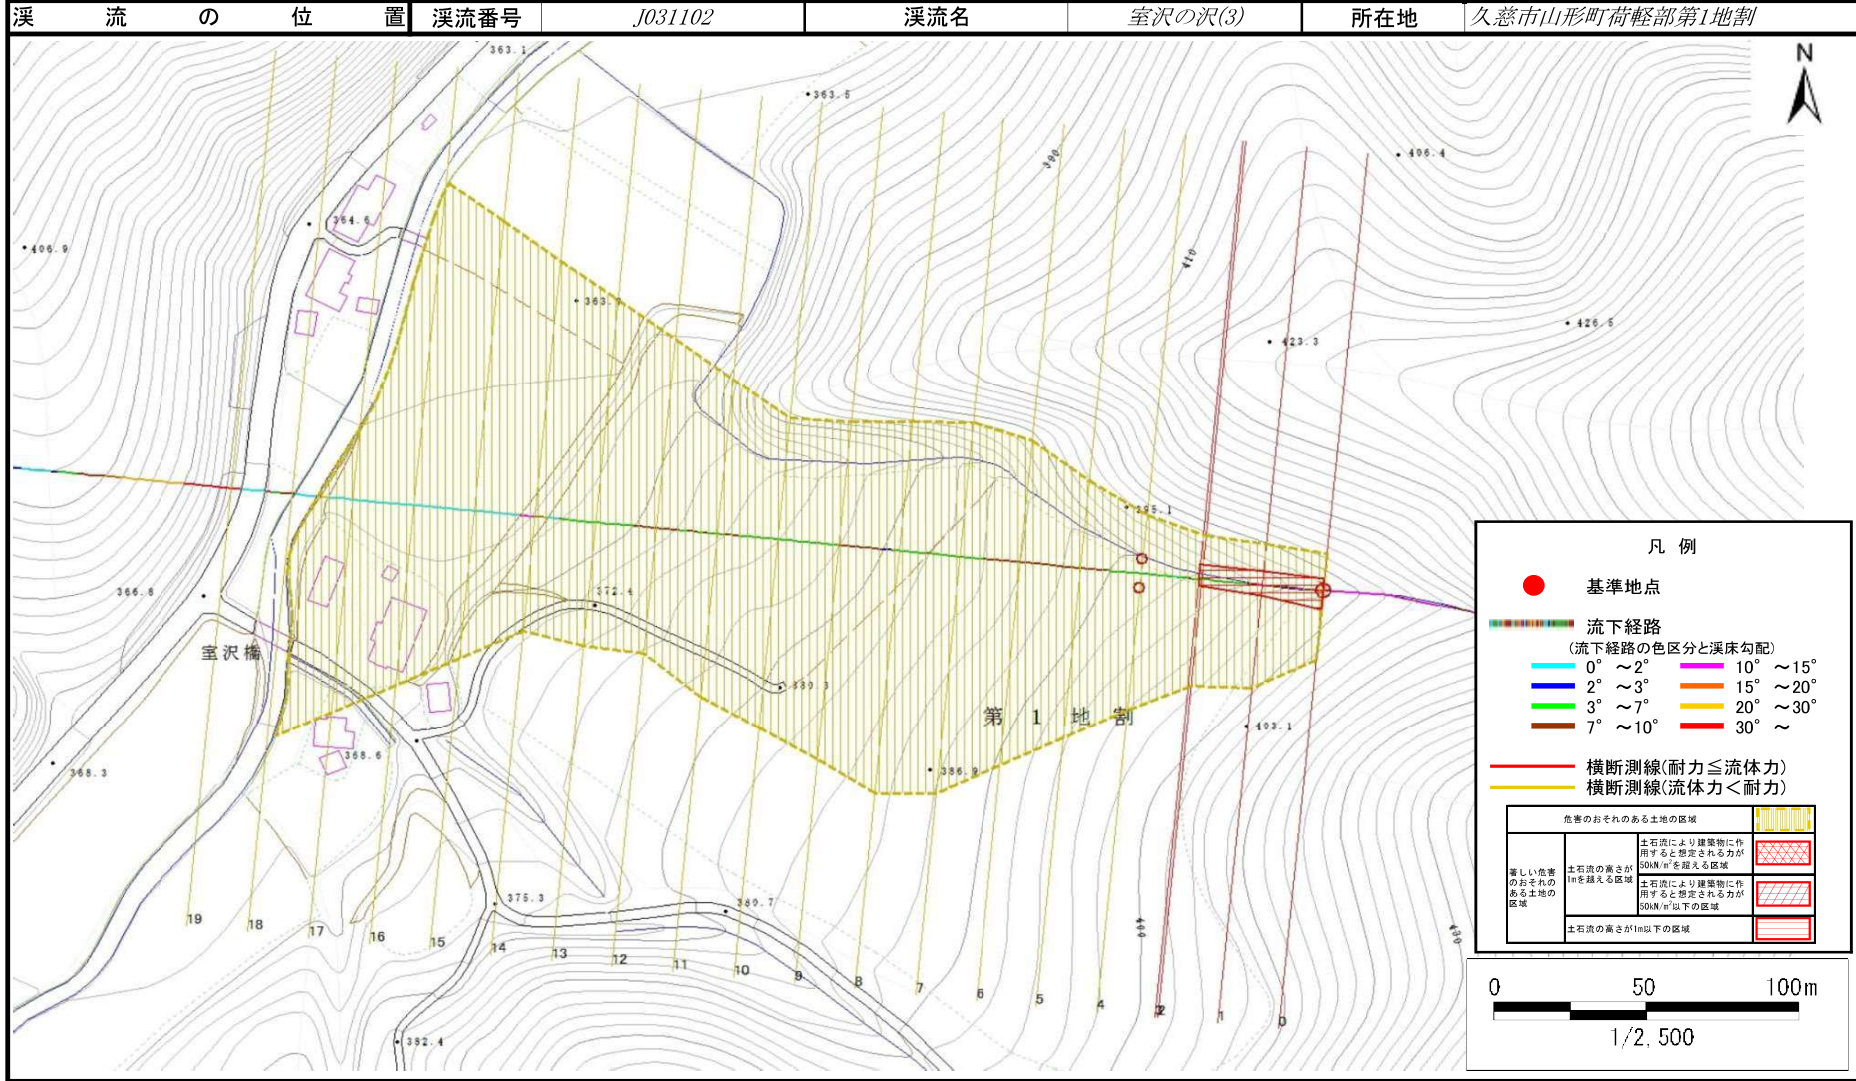 渓流の位置 渓流番号 J031102 渓流名 室沢の沢(3) 所在地 久慈市山形町荷軽部第1地割
363.1
363.5
N
390
406.4
364.6
406.9
410
363.9
426.5
423.3
395.1
372.4
366.8
室沢橋
380.3
第1地割
403.1
368.6
368.3
386.9
375.3
380.7
400
430
382.4
19
18
17
16
15
14
13
12
11
10
9
8
7
6
5
4
2
1
0
凡例
基準地点
流下経路
(流下経路の色区分と渓床勾配)
0° ～2° 10° ～15°
2° ～3° 15° ～20°
3° ～7° 20° ～30°
7° ～10° 30° ～
横断測線(耐力≦流体力)
横断測線(流体力＜耐力)
危害のおそれのある土地の区域
著しい危害
のおそれの
ある土地の
区域
土石流の高さが
1mを越える区域
土石流により建築物に作
用すると想定される力が
50kN/m²を超える区域
土石流により建築物に作
用すると想定される力が
50kN/m²以下の区域
土石流の高さが1m以下の区域
0 50 100m
1/2,500